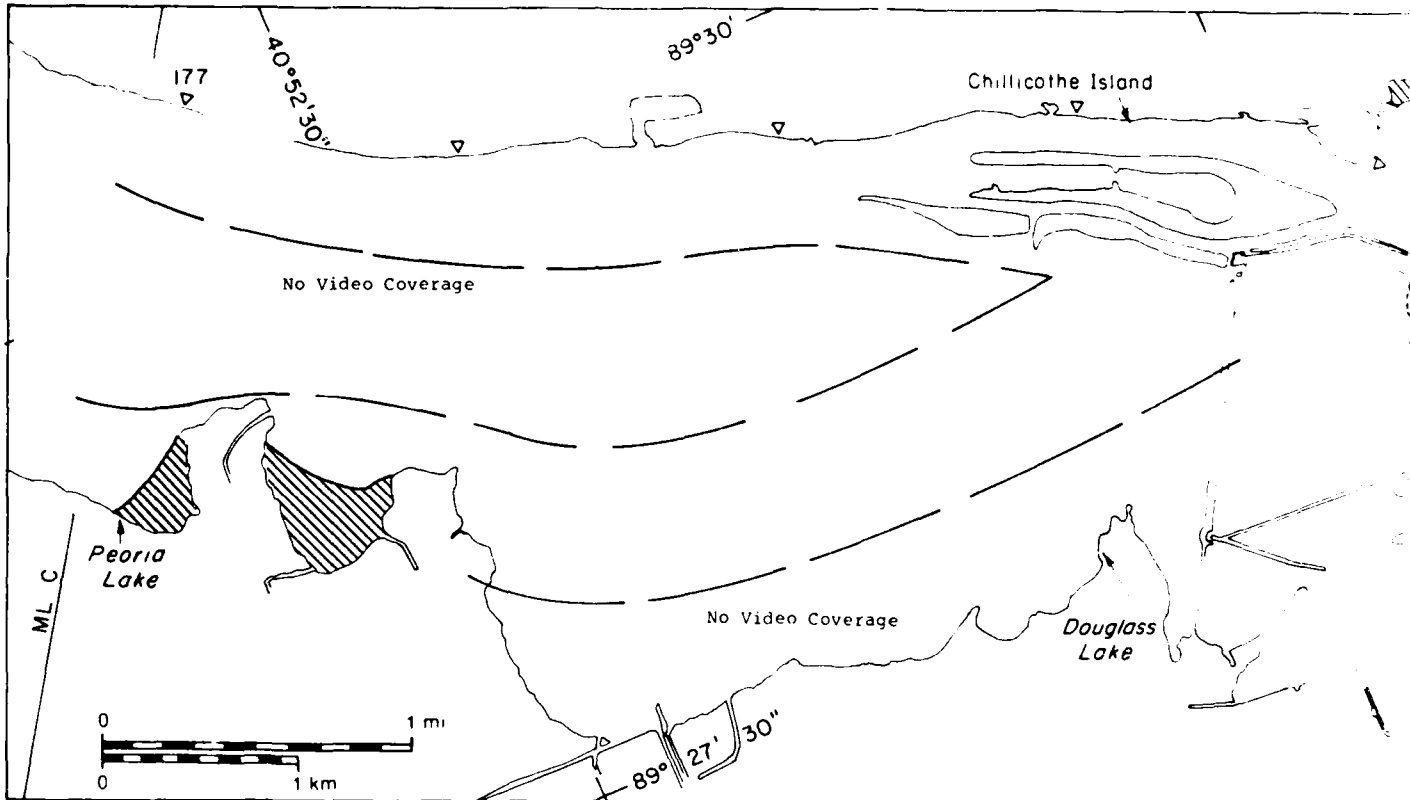 177
40°52'30"
89°30'
Chillicothe Island
No Video Coverage
Peoria
Lake
ML C
No Video Coverage
Douglass
Lake
0
1 mi
0
1 km
89° 27' 30"